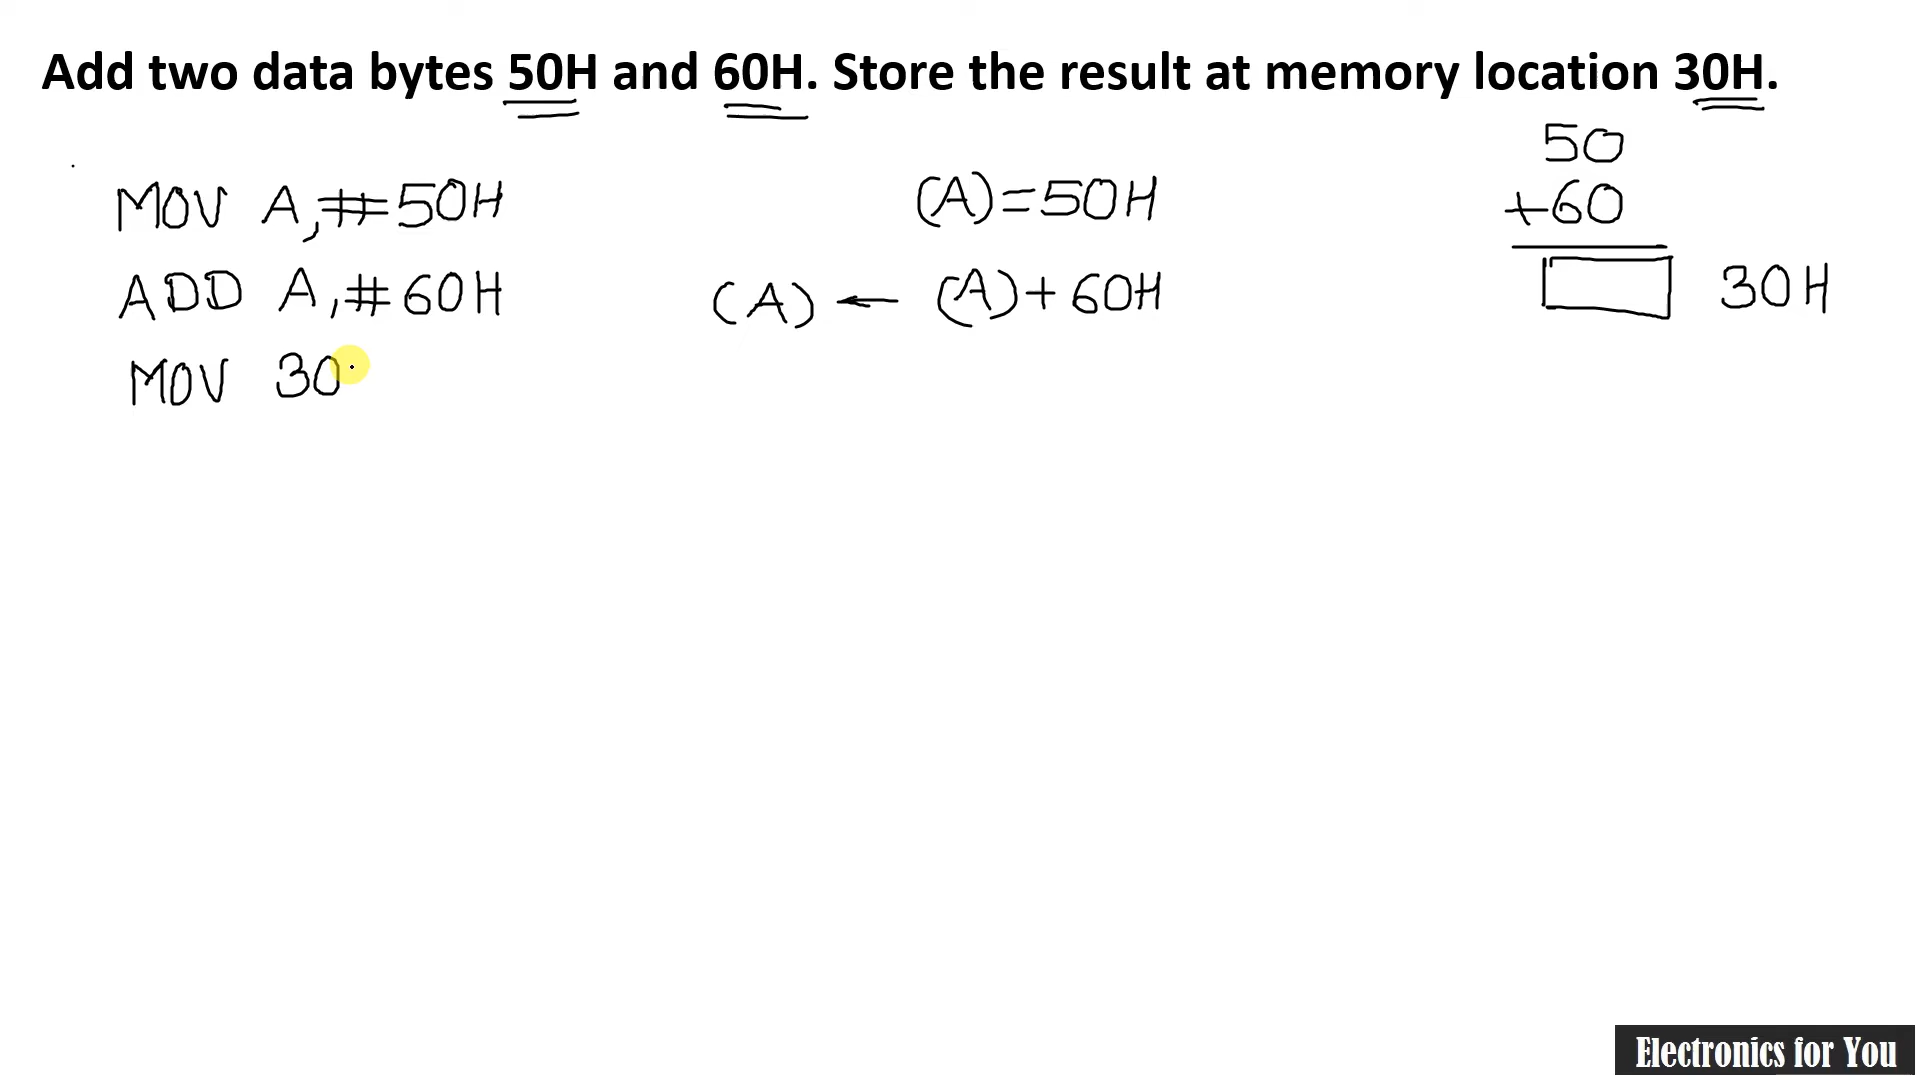 Add two data bytes 50H and 60H. Store the result at memory location 30H.
MOV A,#50H
(A)=50H
50
+60
ADD A,#60H
(A) ← (A)+60H
30H
MOV 30
Electronics for You